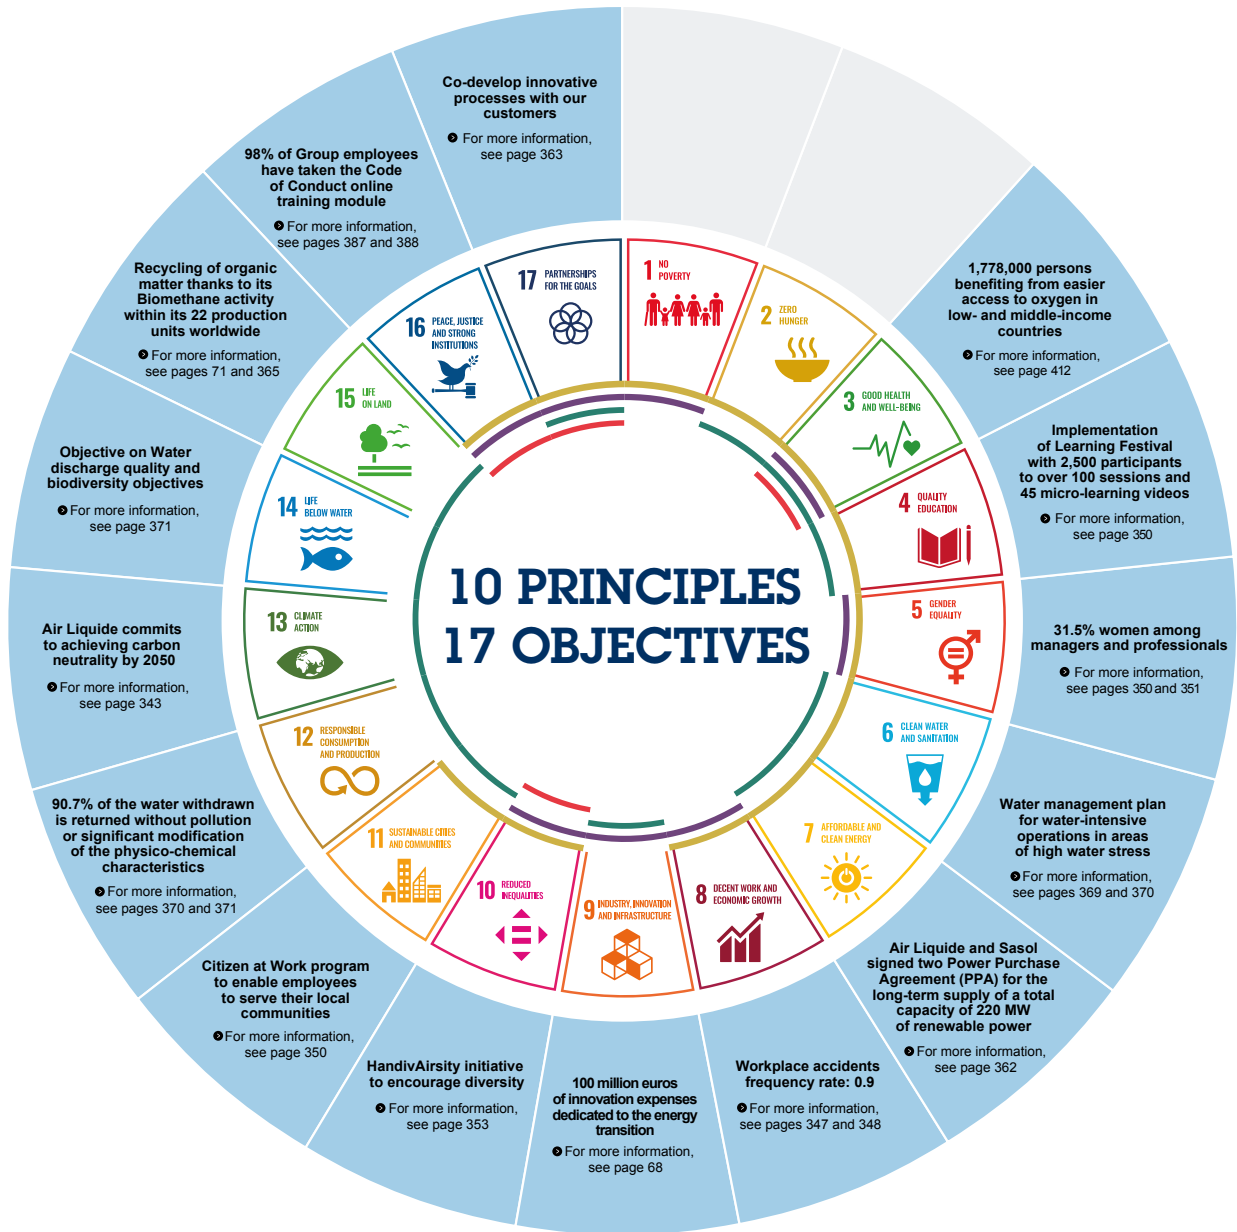 Co-develop innovative
processes with our
customers
For more information,
see page 363
98% of Group employees
have taken the Code
of Conduct online
training module
For more information,
see pages 387 and 388
Recycling of organic
matter thanks to its
Biomethane activity
within its 22 production
units worldwide
For more information,
see pages 71 and 365
Objective on Water
discharge quality and
biodiversity objectives
For more information,
see page 371
Air Liquide commits
to achieving carbon
neutrality by 2050
For more information,
see page 343
90.7% of the water withdrawn
is returned without pollution
or significant modification
of the physico-chemical
characteristics
For more information,
see pages 370 and 371
Citizen at Work program
to enable employees
to serve their local
communities
For more information,
see page 350
HandivAirsity initiative
to encourage diversity
For more information,
see page 353
100 million euros
of innovation expenses
dedicated to the energy
transition
For more information,
see page 68
Workplace accidents
frequency rate: 0.9
For more information,
see pages 347 and 348
Air Liquide and Sasol
signed two Power Purchase
Agreement (PPA) for the
long-term supply of a total
capacity of 220 MW
of renewable power
For more information,
see page 362
Water management plan
for water-intensive
operations in areas
of high water stress
For more information,
see pages 369 and 370
31.5% women among
managers and professionals
For more information,
see pages 350 and 351
Implementation
of Learning Festival
with 2,500 participants
to over 100 sessions and
45 micro-learning videos
For more information,
see page 350
1,778,000 persons
benefiting from easier
access to oxygen in
low- and middle-income
countries
For more information,
see page 412
1 NO
POVERTY
2 ZERO
HUNGER
3 GOOD HEALTH
AND WELL-BEING
4 QUALITY
EDUCATION
5 GENDER
EQUALITY
6 CLEAN WATER
AND SANITATION
7 AFFORDABLE AND
CLEAN ENERGY
8 DECENT WORK AND
ECONOMIC GROWTH
9 INDUSTRY, INNOVATION
AND INFRASTRUCTURE
10 REDUCED
INEQUALITIES
11 SUSTAINABLE CITIES
AND COMMUNITIES
12 RESPONSIBLE
CONSUMPTION
AND PRODUCTION
13 CLIMATE
ACTION
14 LIFE
BELOW WATER
15 LIFE
ON LAND
16 PEACE, JUSTICE
AND STRONG
INSTITUTIONS
17 PARTNERSHIPS
FOR THE GOALS
10 PRINCIPLES
17 OBJECTIVES